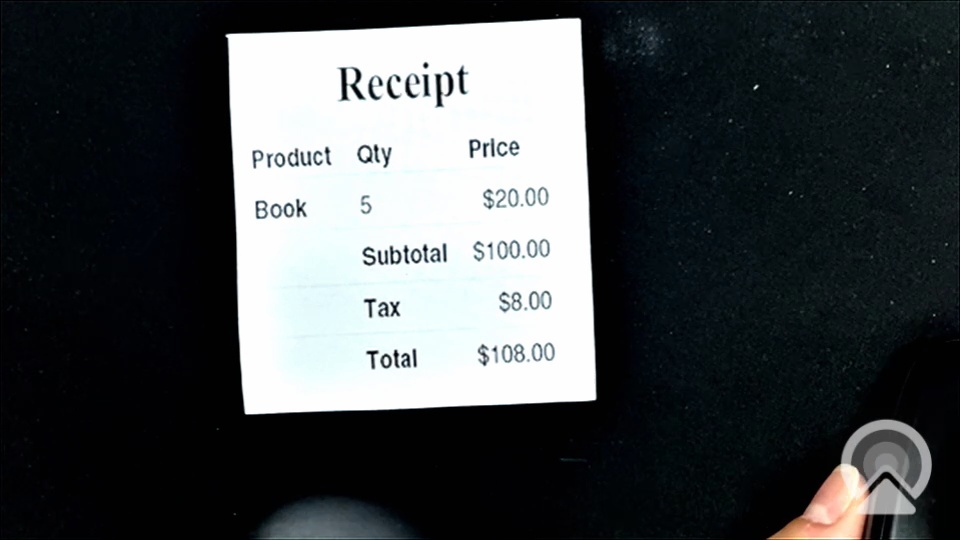 Receipt
Product Qty Price
Book 5 $20.00
Subtotal $100.00
Tax $8.00
Total $108.00